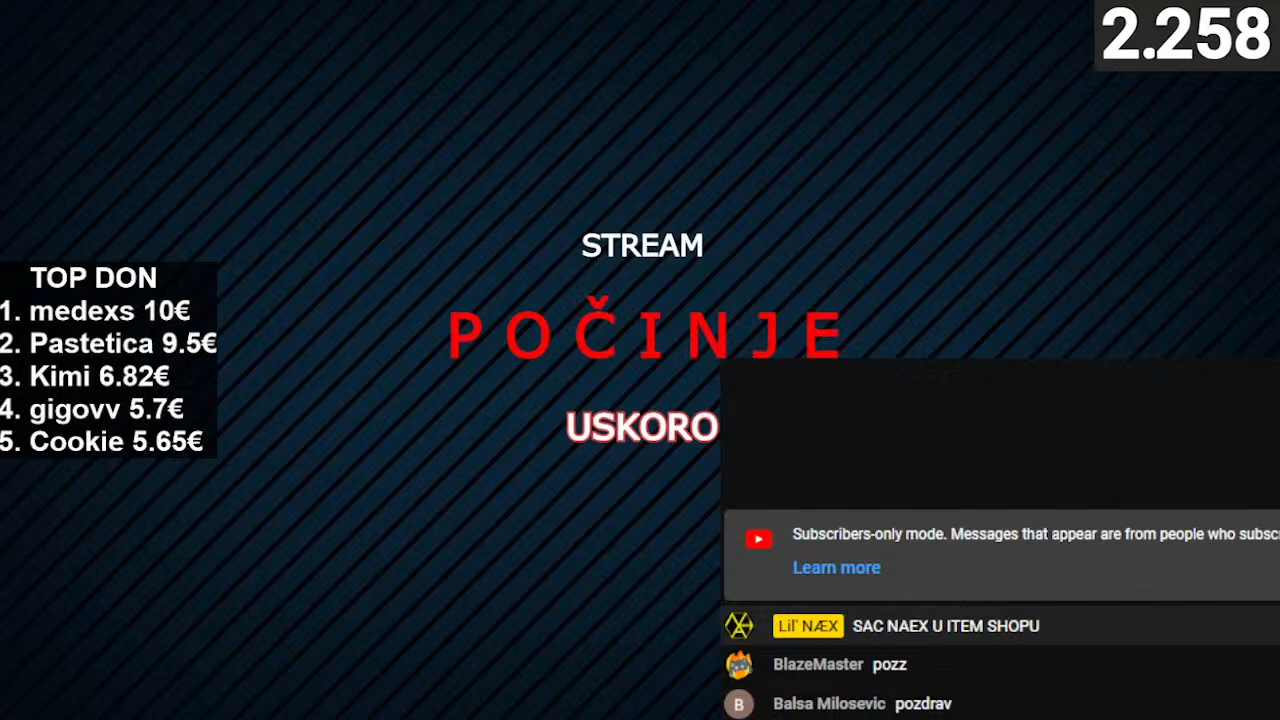 2.258
STREAM
POČINJE
USKORO
TOP DON
1. medexs 10€
2. Pastetica 9.5€
3. Kimi 6.82€
4. gigovv 5.7€
5. Cookie 5.65€
Subscribers-only mode. Messages that appear are from people who subsc
Learn more
Lil' NÆX SAC NAEX U ITEM SHOPU
BlazeMaster pozz
B Balsa Milosevic pozdrav